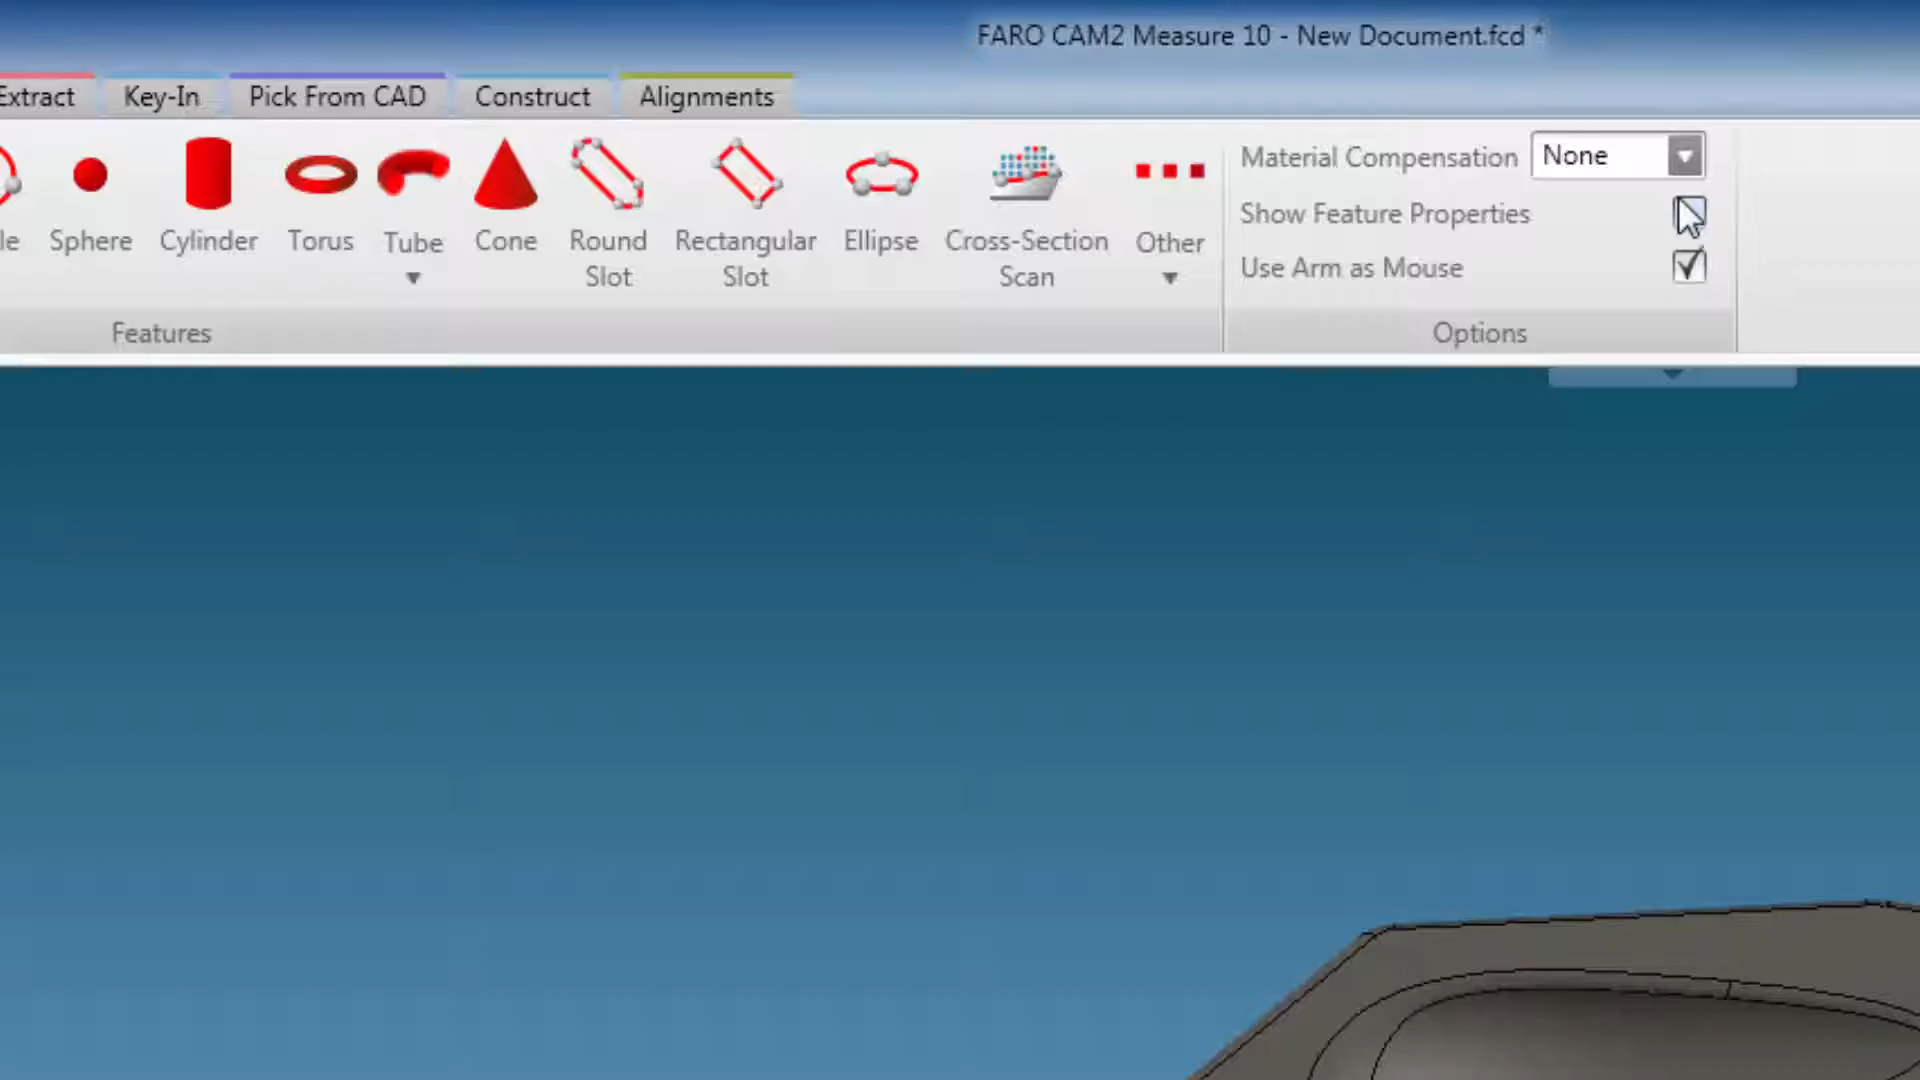 FARO CAM2 Measure 10 - New Document.fcd *
Extract Key-In Pick From CAD Construct Alignments
le Sphere Cylinder Torus Tube Cone Round Slot Rectangular Slot Ellipse Cross-Section Scan Other
Material Compensation None
Show Feature Properties
Use Arm as Mouse
Features Options